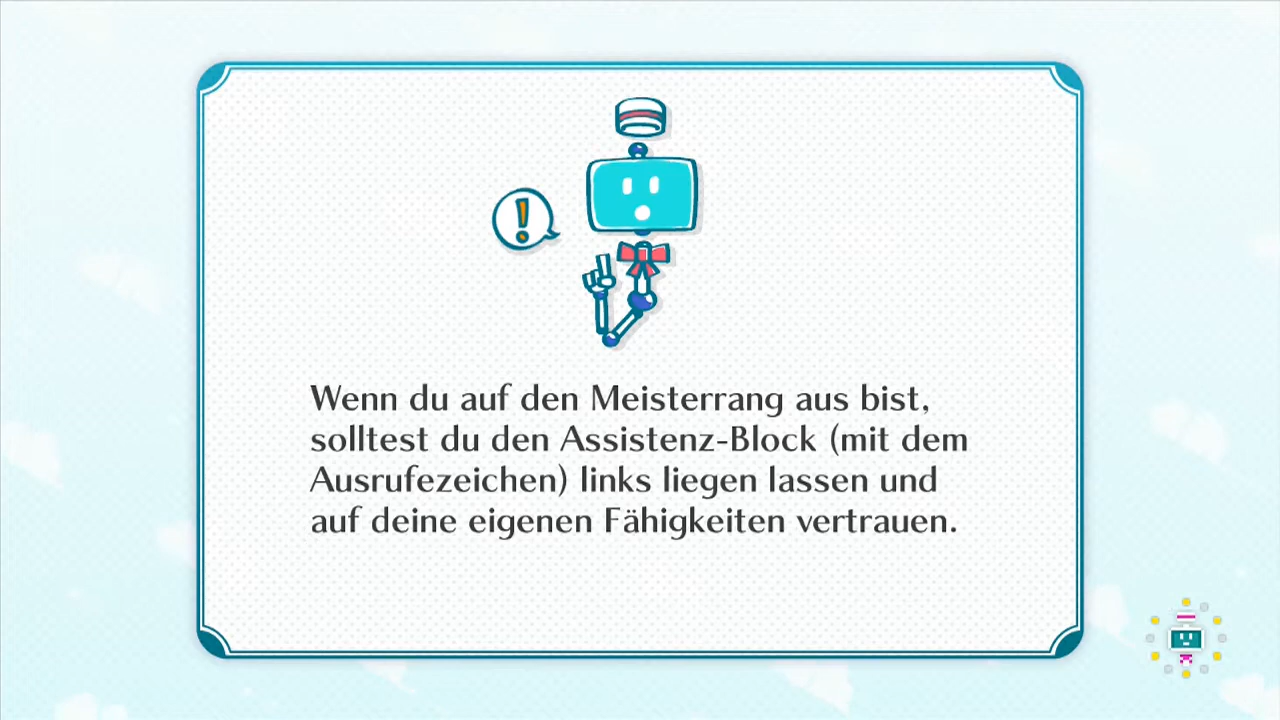 !
Wenn du auf den Meisterrang aus bist,
solltest du den Assistenz-Block (mit dem
Ausrufezeichen) links liegen lassen und
auf deine eigenen Fähigkeiten vertrauen.